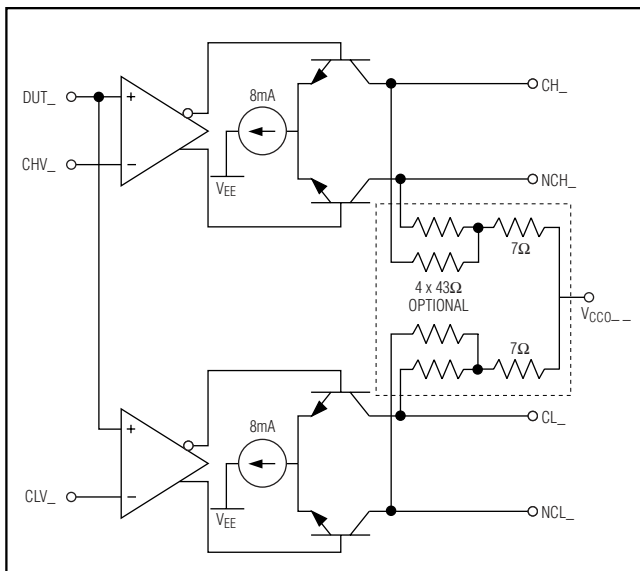 8mA
CH_
DUT_
+
CHV_
−
VEE
NCH_
7Ω
4 x 43Ω
OPTIONAL
VCCO_ _
7Ω
8mA
CL_
+
CLV_
−
VEE
NCL_